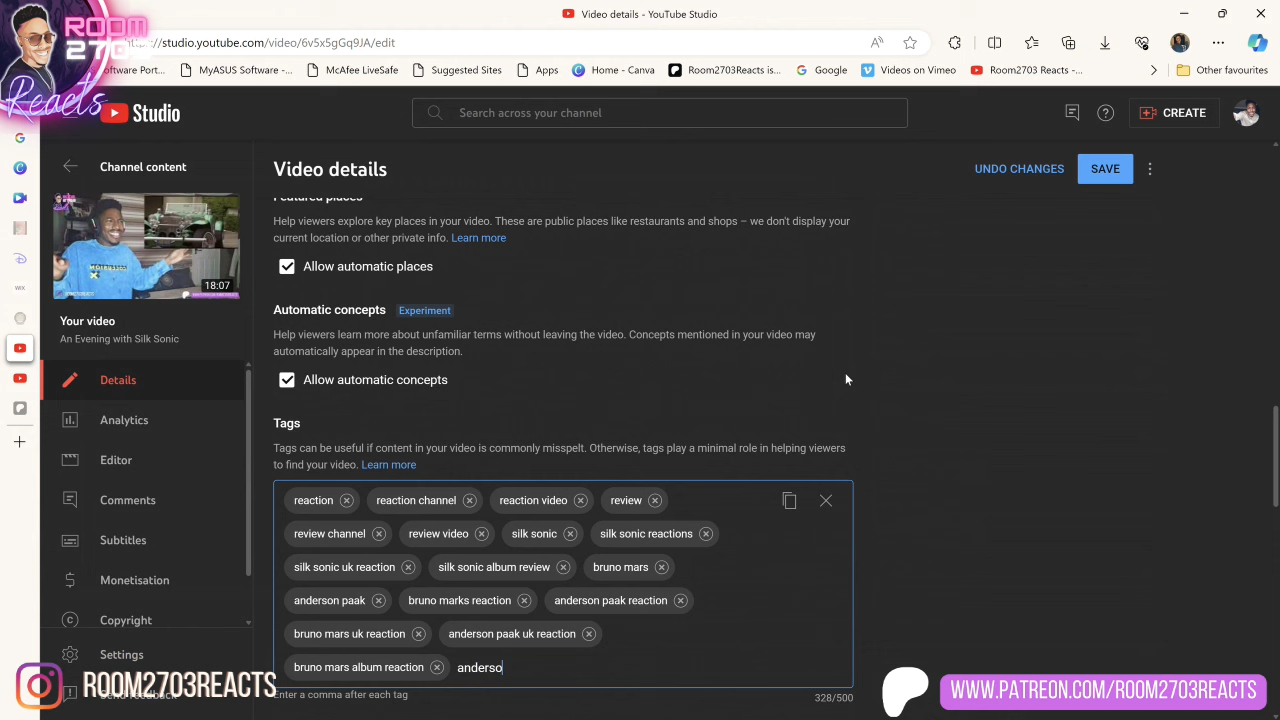 Video details - YouTube Studio
ROOM
2703
Reacts
https://studio.youtube.com/video/6v5x5gGq9JA/edit
Software Port...
MyASUS Software -...
McAfee LiveSafe
Suggested Sites
Apps
Home - Canva
Room2703Reacts is...
Google
Videos on Vimeo
Room2703 Reacts -...
Other favourites
Studio
Search across your channel
CREATE
Channel content
Video details
UNDO CHANGES
SAVE
18:07
Your video
An Evening with Silk Sonic
Details
Analytics
Editor
Comments
Subtitles
Monetisation
Copyright
Settings
Send feedback
Featured places
Help viewers explore key places in your video. These are public places like restaurants and shops – we don't display your
current location or other private info. Learn more
Allow automatic places
Automatic concepts Experiment
Help viewers learn more about unfamiliar terms without leaving the video. Concepts mentioned in your video may
automatically appear in the description.
Allow automatic concepts
Tags
Tags can be useful if content in your video is commonly misspelt. Otherwise, tags play a minimal role in helping viewers
to find your video. Learn more
reaction reaction channel reaction video review
review channel review video silk sonic silk sonic reactions
silk sonic uk reaction silk sonic album review bruno mars
anderson paak bruno marks reaction anderson paak reaction
bruno mars uk reaction anderson paak uk reaction
bruno mars album reaction anderso
Enter a comma after each tag
328/500
ROOM2703REACTS
WWW.PATREON.COM/ROOM2703REACTS